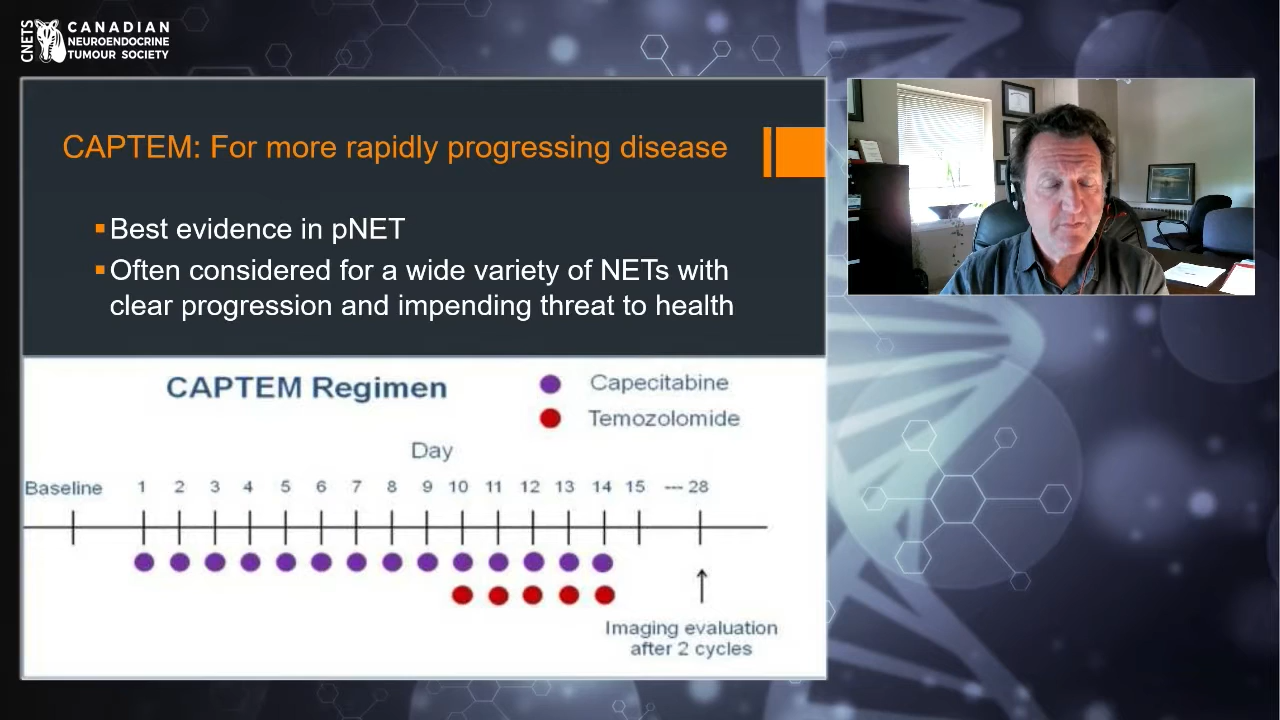 CNETS
CANADIAN
NEUROENDOCRINE
TUMOUR SOCIETY
CAPTEM: For more rapidly progressing disease
▪Best evidence in pNET
▪Often considered for a wide variety of NETs with
clear progression and impending threat to health
CAPTEM Regimen
Capecitabine
Temozolomide
Day
Baseline 1 2 3 4 5 6 7 8 9 10 11 12 13 14 15 --- 28
Imaging evaluation
after 2 cycles